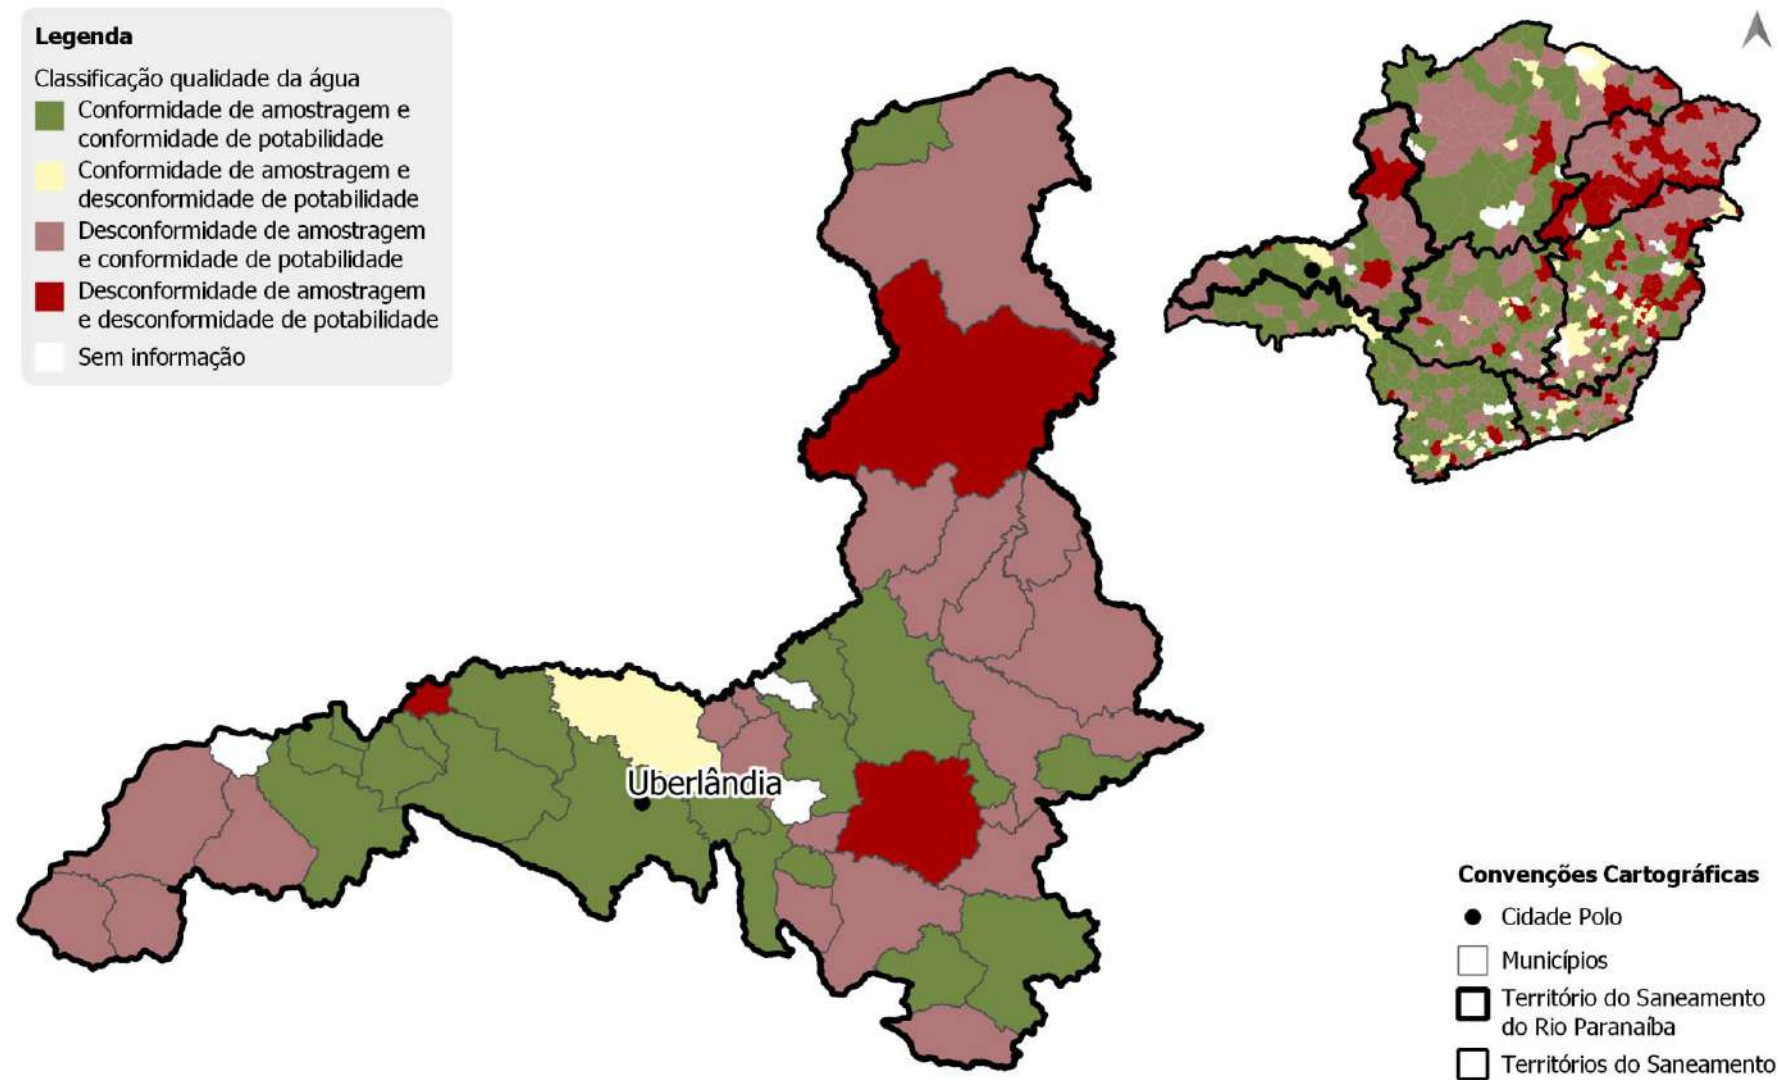 Legenda
Classificação qualidade da água
Conformidade de amostragem e
conformidade de potabilidade
Conformidade de amostragem e
desconformidade de potabilidade
Desconformidade de amostragem
e conformidade de potabilidade
Desconformidade de amostragem
e desconformidade de potabilidade
Sem informação
Uberlândia
Convenções Cartográficas
Cidade Polo
Municípios
Território do Saneamento
do Rio Paranaíba
Territórios do Saneamento